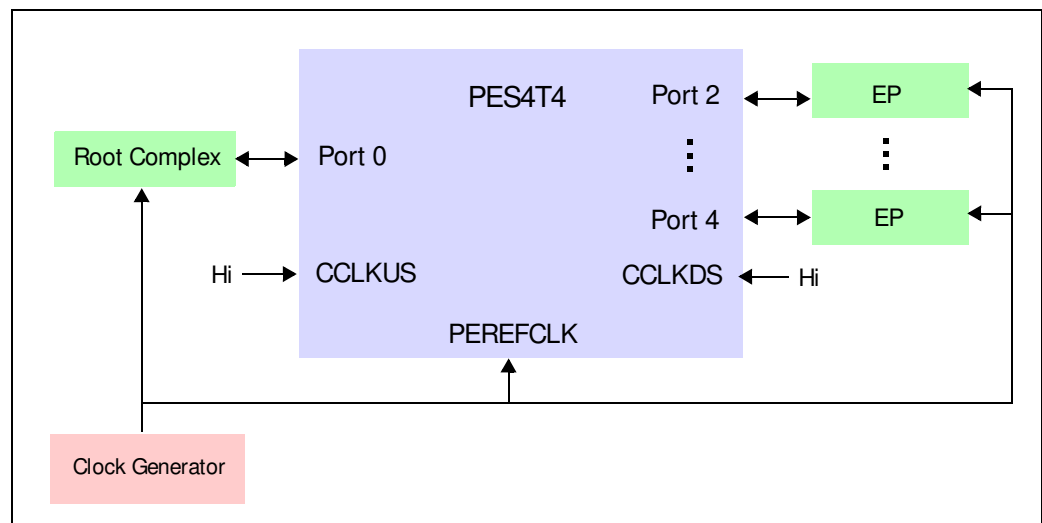 PES4T4
Port 2
EP
Root Complex
Port 0
Port 4
EP
Hi
CCLKUS
CCLKDS
Hi
PEREFCLK
Clock Generator